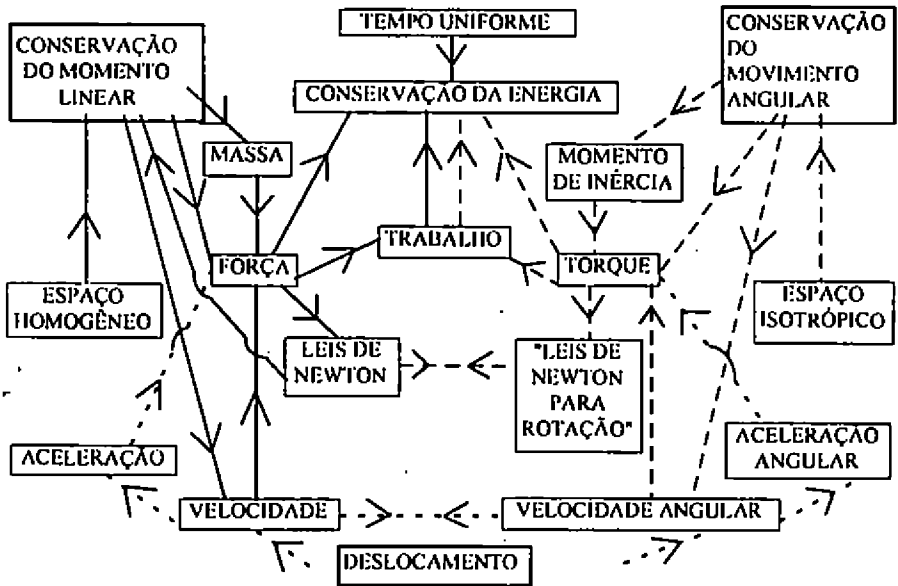 TEMPO UNIFORME
CONSERVAÇÃO
DO MOMENTO
LINEAR
CONSERVAÇÃO
DO
MOVIMENTO
ANGULAR
CONSERVAÇÃO DA ENERGIA
MASSA
MOMENTO
DE INÉRCIA
TRABALHO
FORÇA
TORQUE
ESPAÇO
HOMOGÊNEO
ESPAÇO
ISOTRÓPICO
LEIS DE
NEWTON
"LEIS DE
NEWTON
PARA
ROTAÇÃO"
ACELERAÇÃO
ACELERAÇÃO
ANGULAR
VELOCIDADE
VELOCIDADE ANGULAR
DESLOCAMENTO